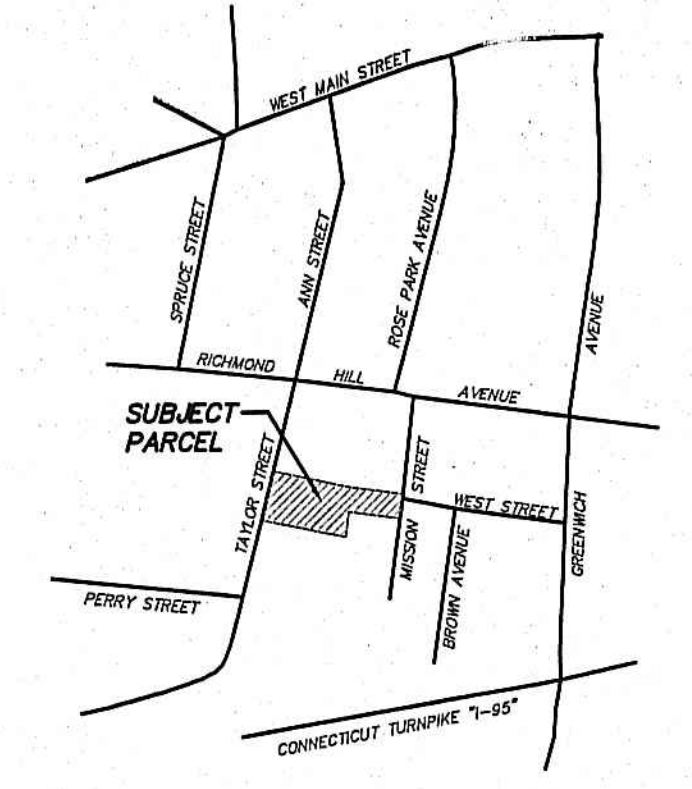 WEST MAIN STREET
SPRUCE STREET
ANN STREET
ROSE PARK AVENUE
AVENUE
RICHMOND HILL AVENUE
SUBJECT
PARCEL
TAYLOR STREET
STREET
WEST STREET
MISSION
BROWN AVENUE
GREENWICH
PERRY STREET
CONNECTICUT TURNPIKE "I-95"